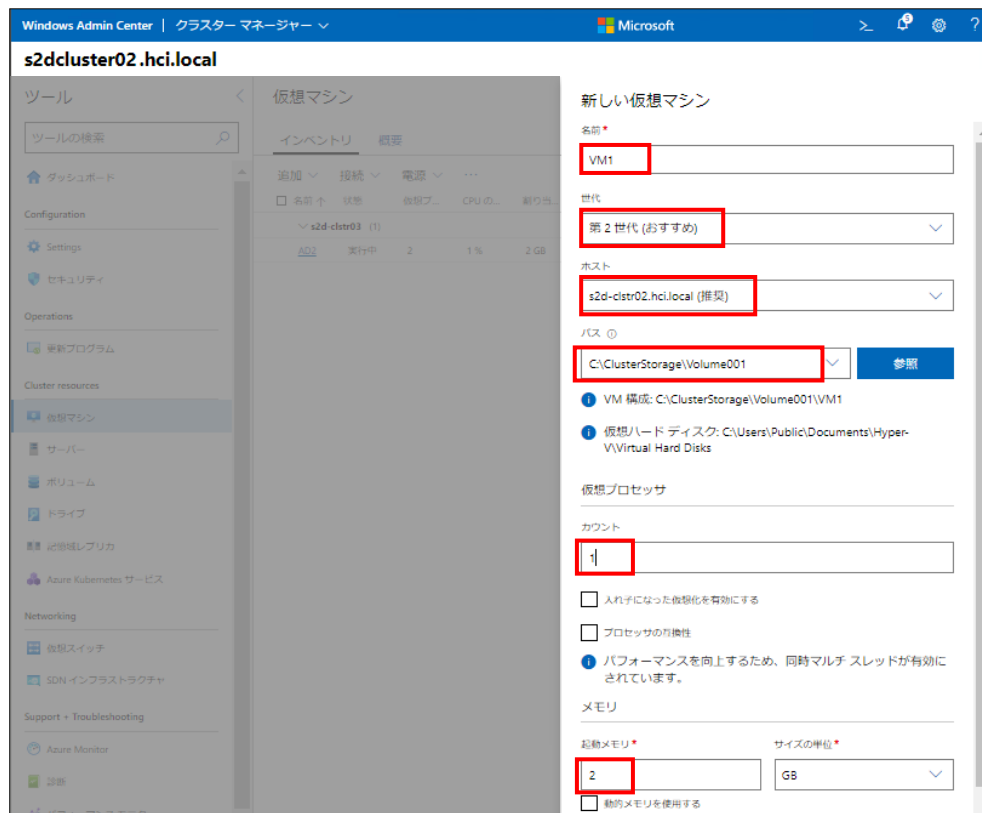 Windows Admin Center | クラスター マネージャー
Microsoft
5
?
s2dcluster02.hci.local
ツール
ツールの検索
ダッシュボード
Configuration
Settings
セキュリティ
Operations
更新プログラム
Cluster resources
仮想マシン
サーバー
ボリューム
ドライブ
記憶域レプリカ
Azure Kubernetes サービス
Networking
仮想スイッチ
SDN インフラストラクチャ
Support + Troubleshooting
Azure Monitor
診断
仮想マシン
インベントリ 概要
追加 接続 電源 ...
名前 状態 仮想プ... CPU の... 割り当...
s2d-clstr03 (1)
AD2 実行中 2 1 % 2 GB
新しい仮想マシン
名前*
VM1
世代
第 2 世代 (おすすめ)
ホスト
s2d-clstr02.hci.local (推奨)
パス
C:\ClusterStorage\Volume001
参照
VM 構成: C:\ClusterStorage\Volume001\VM1
仮想ハード ディスク: C:\Users\Public\Documents\Hyper-
V\Virtual Hard Disks
仮想プロセッサ
カウント
1
入れ子になった仮想化を有効にする
プロセッサの互換性
パフォーマンスを向上するため、同時マルチ スレッドが有効に
されています。
メモリ
起動メモリ* サイズの単位*
2 GB
動的メモリを使用する